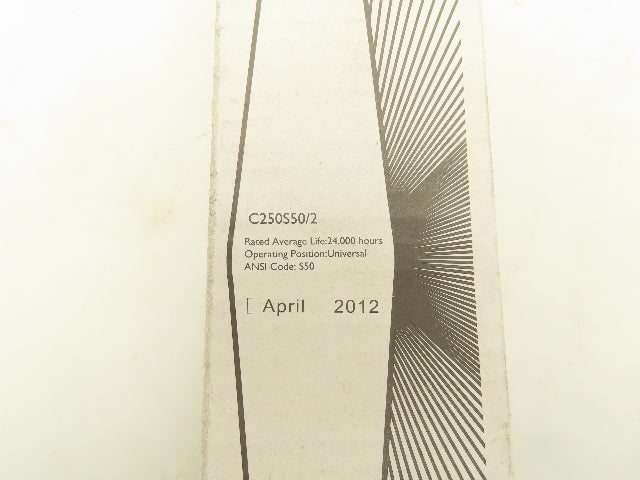 C250S50/2
Rated Average Life:24,000 hours
Operating Position:Universal
ANSI Code: S50
[ April 2012